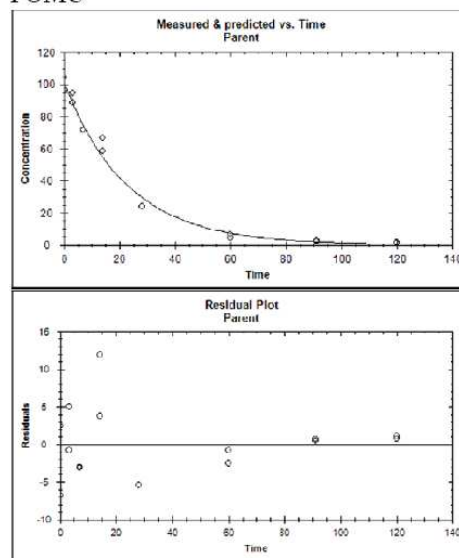 Measured & predicted vs. Time
Parent
120
100
80
60
40
20
0
Concentration
0 20 40 60 80 100 120 140
Time
Residual Plot
Parent
15
10
5
0
-5
-10
Residuals
0 20 40 60 80 100 120 140
Time